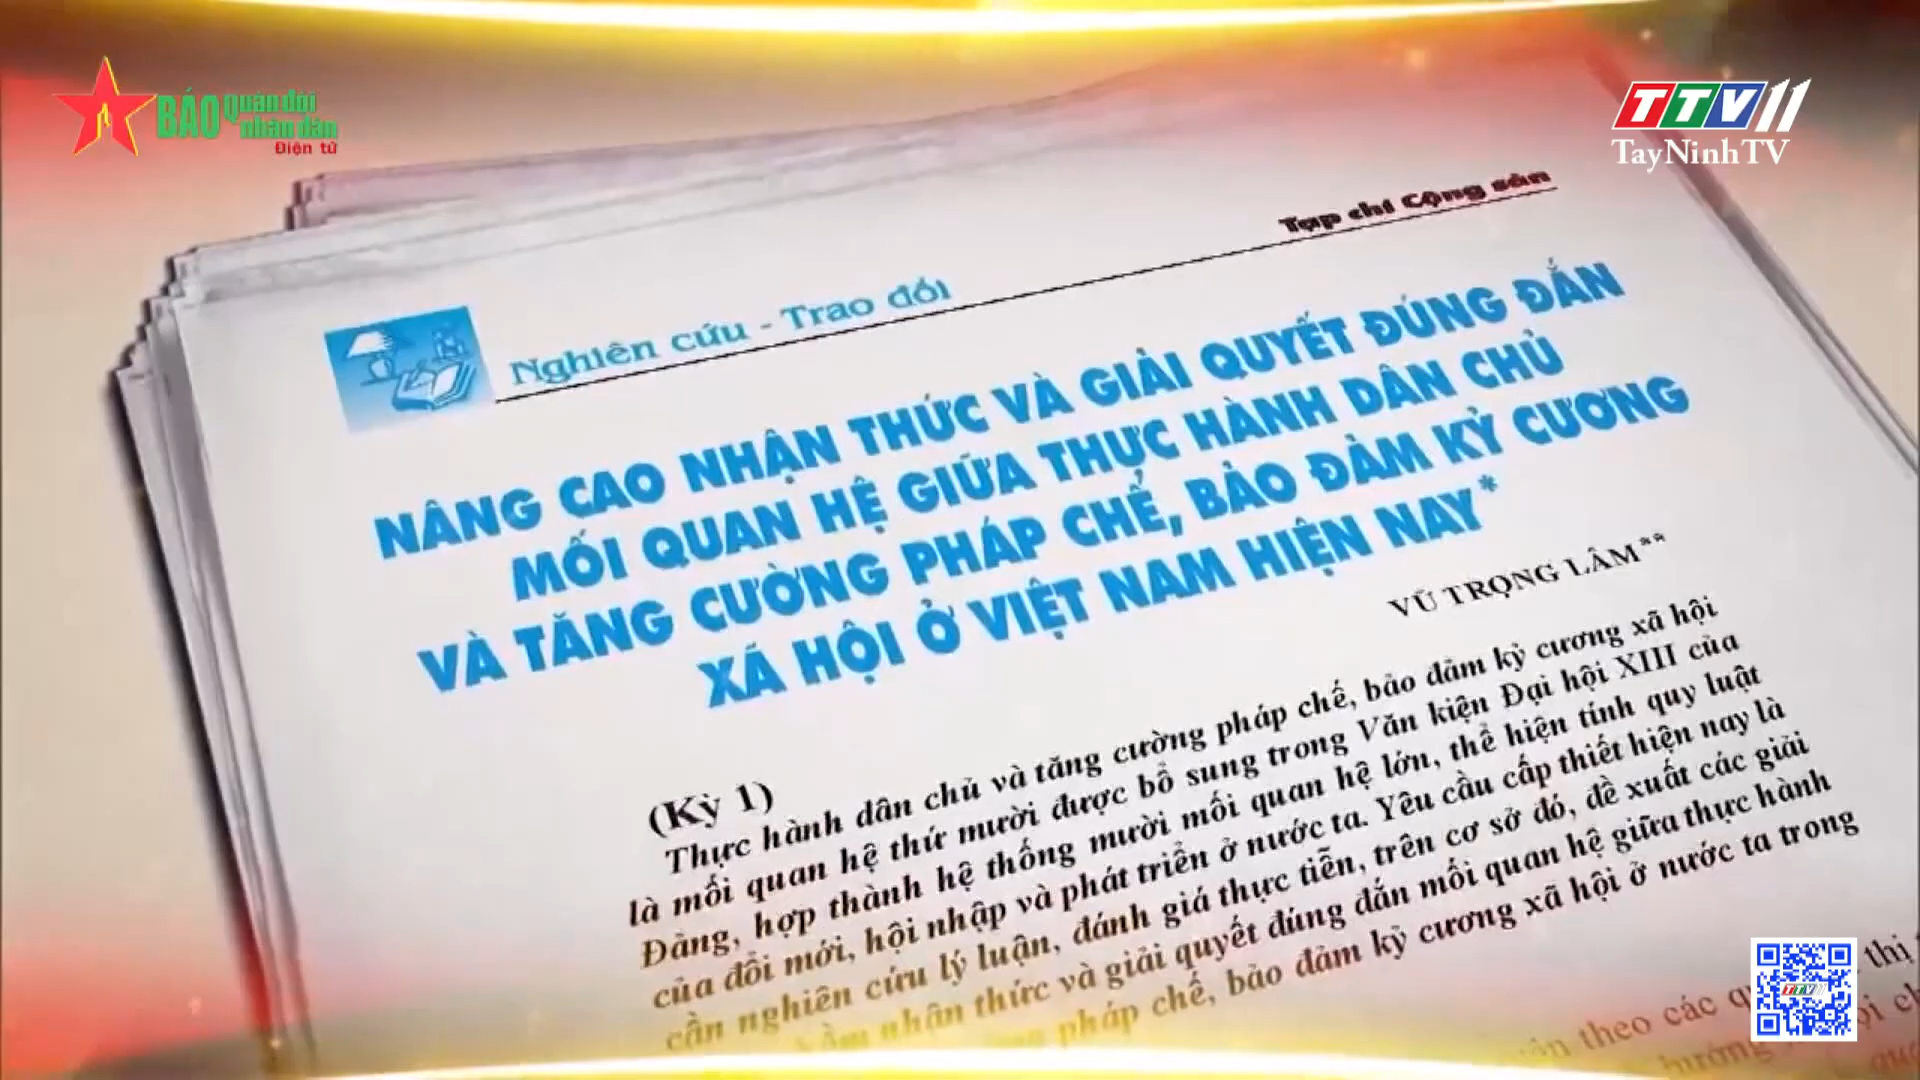 BÁO Quân đội
nhân dân
Điện tử
TTV11
TayNinhTV
Tạp chí Cộng sản
Nghiên cứu - Trao đổi
NÂNG CAO NHẬN THỨC VÀ GIẢI QUYẾT ĐÚNG ĐẮN
MỐI QUAN HỆ GIỮA THỰC HÀNH DÂN CHỦ
VÀ TĂNG CƯỜNG PHÁP CHẾ, BẢO ĐẢM KỶ CƯƠNG
XÃ HỘI Ở VIỆT NAM HIỆN NAY*
VŨ TRỌNG LÂM**
(Kỳ 1)
Thực hành dân chủ và tăng cường pháp chế, bảo đảm kỷ cương xã hội
là mối quan hệ thứ mười được bổ sung trong Văn kiện Đại hội XIII của
Đảng, hợp thành hệ thống mười mối quan hệ lớn, thể hiện tính quy luật
của đổi mới, hội nhập và phát triển ở nước ta. Yêu cầu cấp thiết hiện nay là
cần nghiên cứu lý luận, đánh giá thực tiễn, trên cơ sở đó, đề xuất các giải
nhận thức và giải quyết đúng đắn mối quan hệ giữa thực hành
pháp chế, bảo đảm kỷ cương xã hội ở nước ta trong
thị
theo các
hướng
TTV11